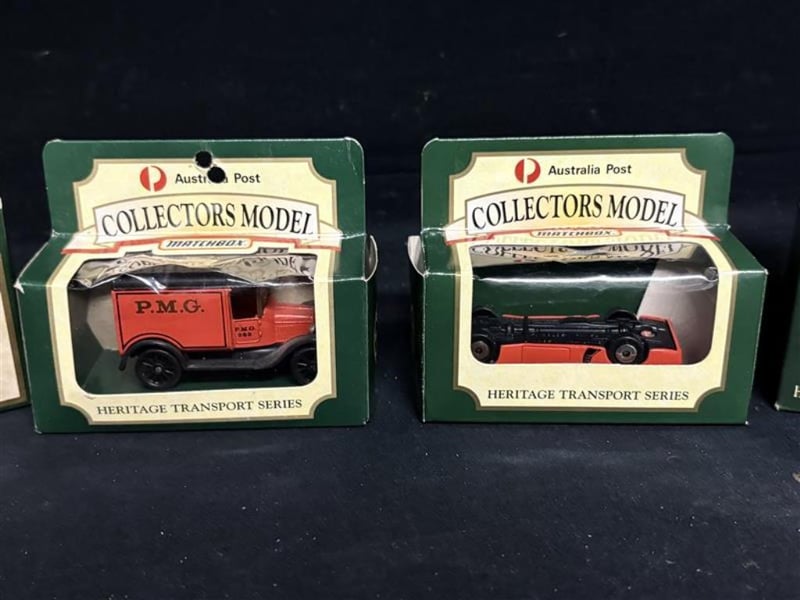 Australia Post
COLLECTORS MODEL
MATCHBOX
P.M.G.
P.M.G.
HERITAGE TRANSPORT SERIES
Australia Post
COLLECTORS MODEL
MATCHBOX
HERITAGE TRANSPORT SERIES